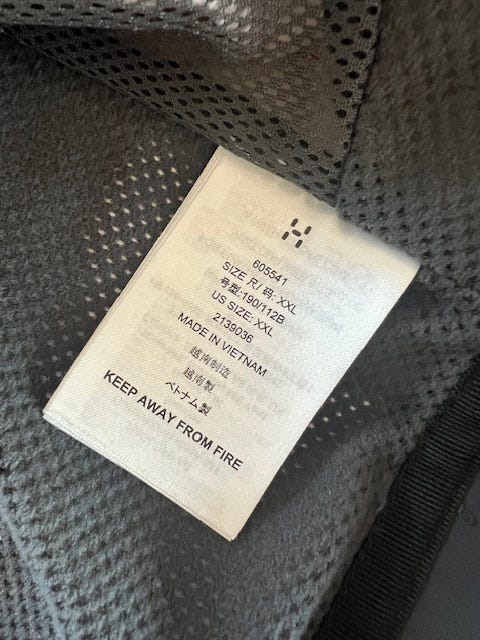 605541
SIZE 尺/ 码: XXL
号型:190/112B
US SIZE: XXL
2139036
MADE IN VIETNAM
越南制造
越南製
ベトナム製
KEEP AWAY FROM FIRE